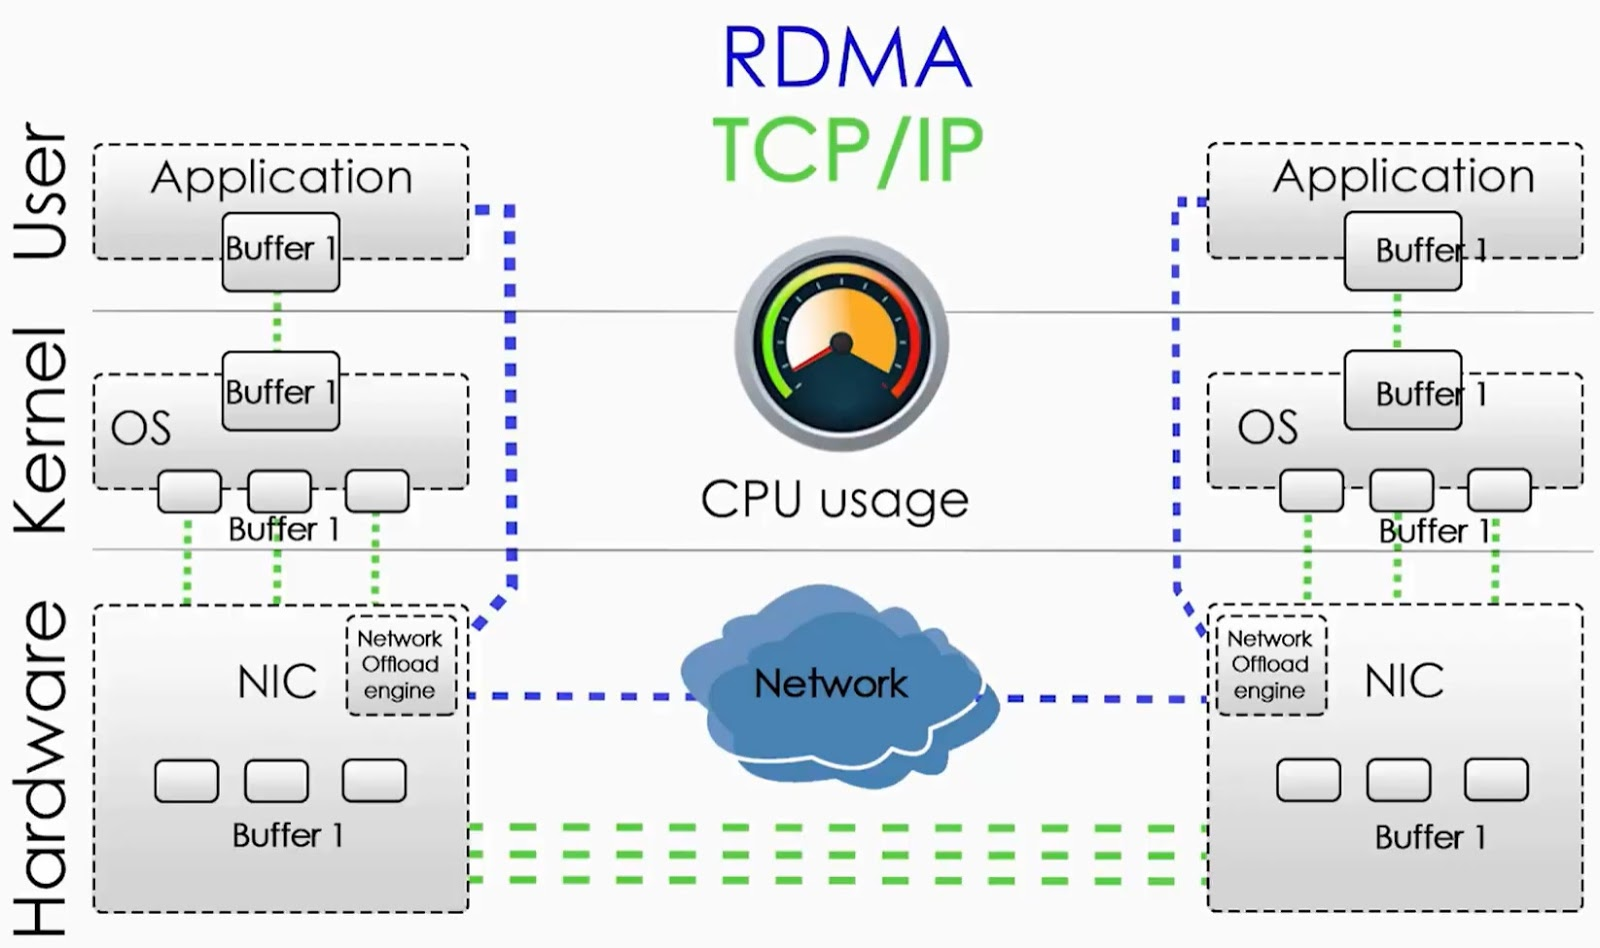 RDMA
TCP/IP
User
Application
Buffer 1
Application
Buffer 1
Kernel
Buffer 1
OS
Buffer 1
CPU usage
Buffer 1
OS
Buffer 1
Hardware
NIC
Network
Offload
engine
Buffer 1
Network
Network
Offload
engine
NIC
Buffer 1